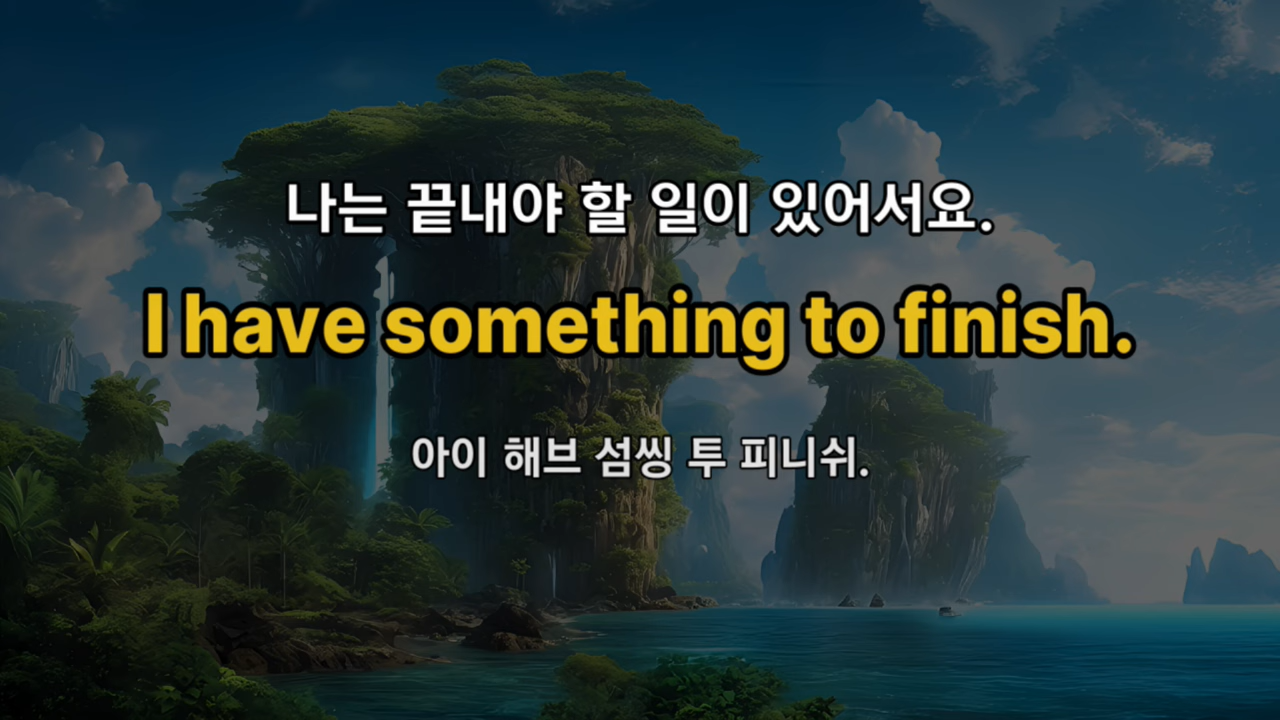 나는 끝내야 할 일이 있어서요.
I have something to finish.
아이 해브 섬씽 투 피니쉬.